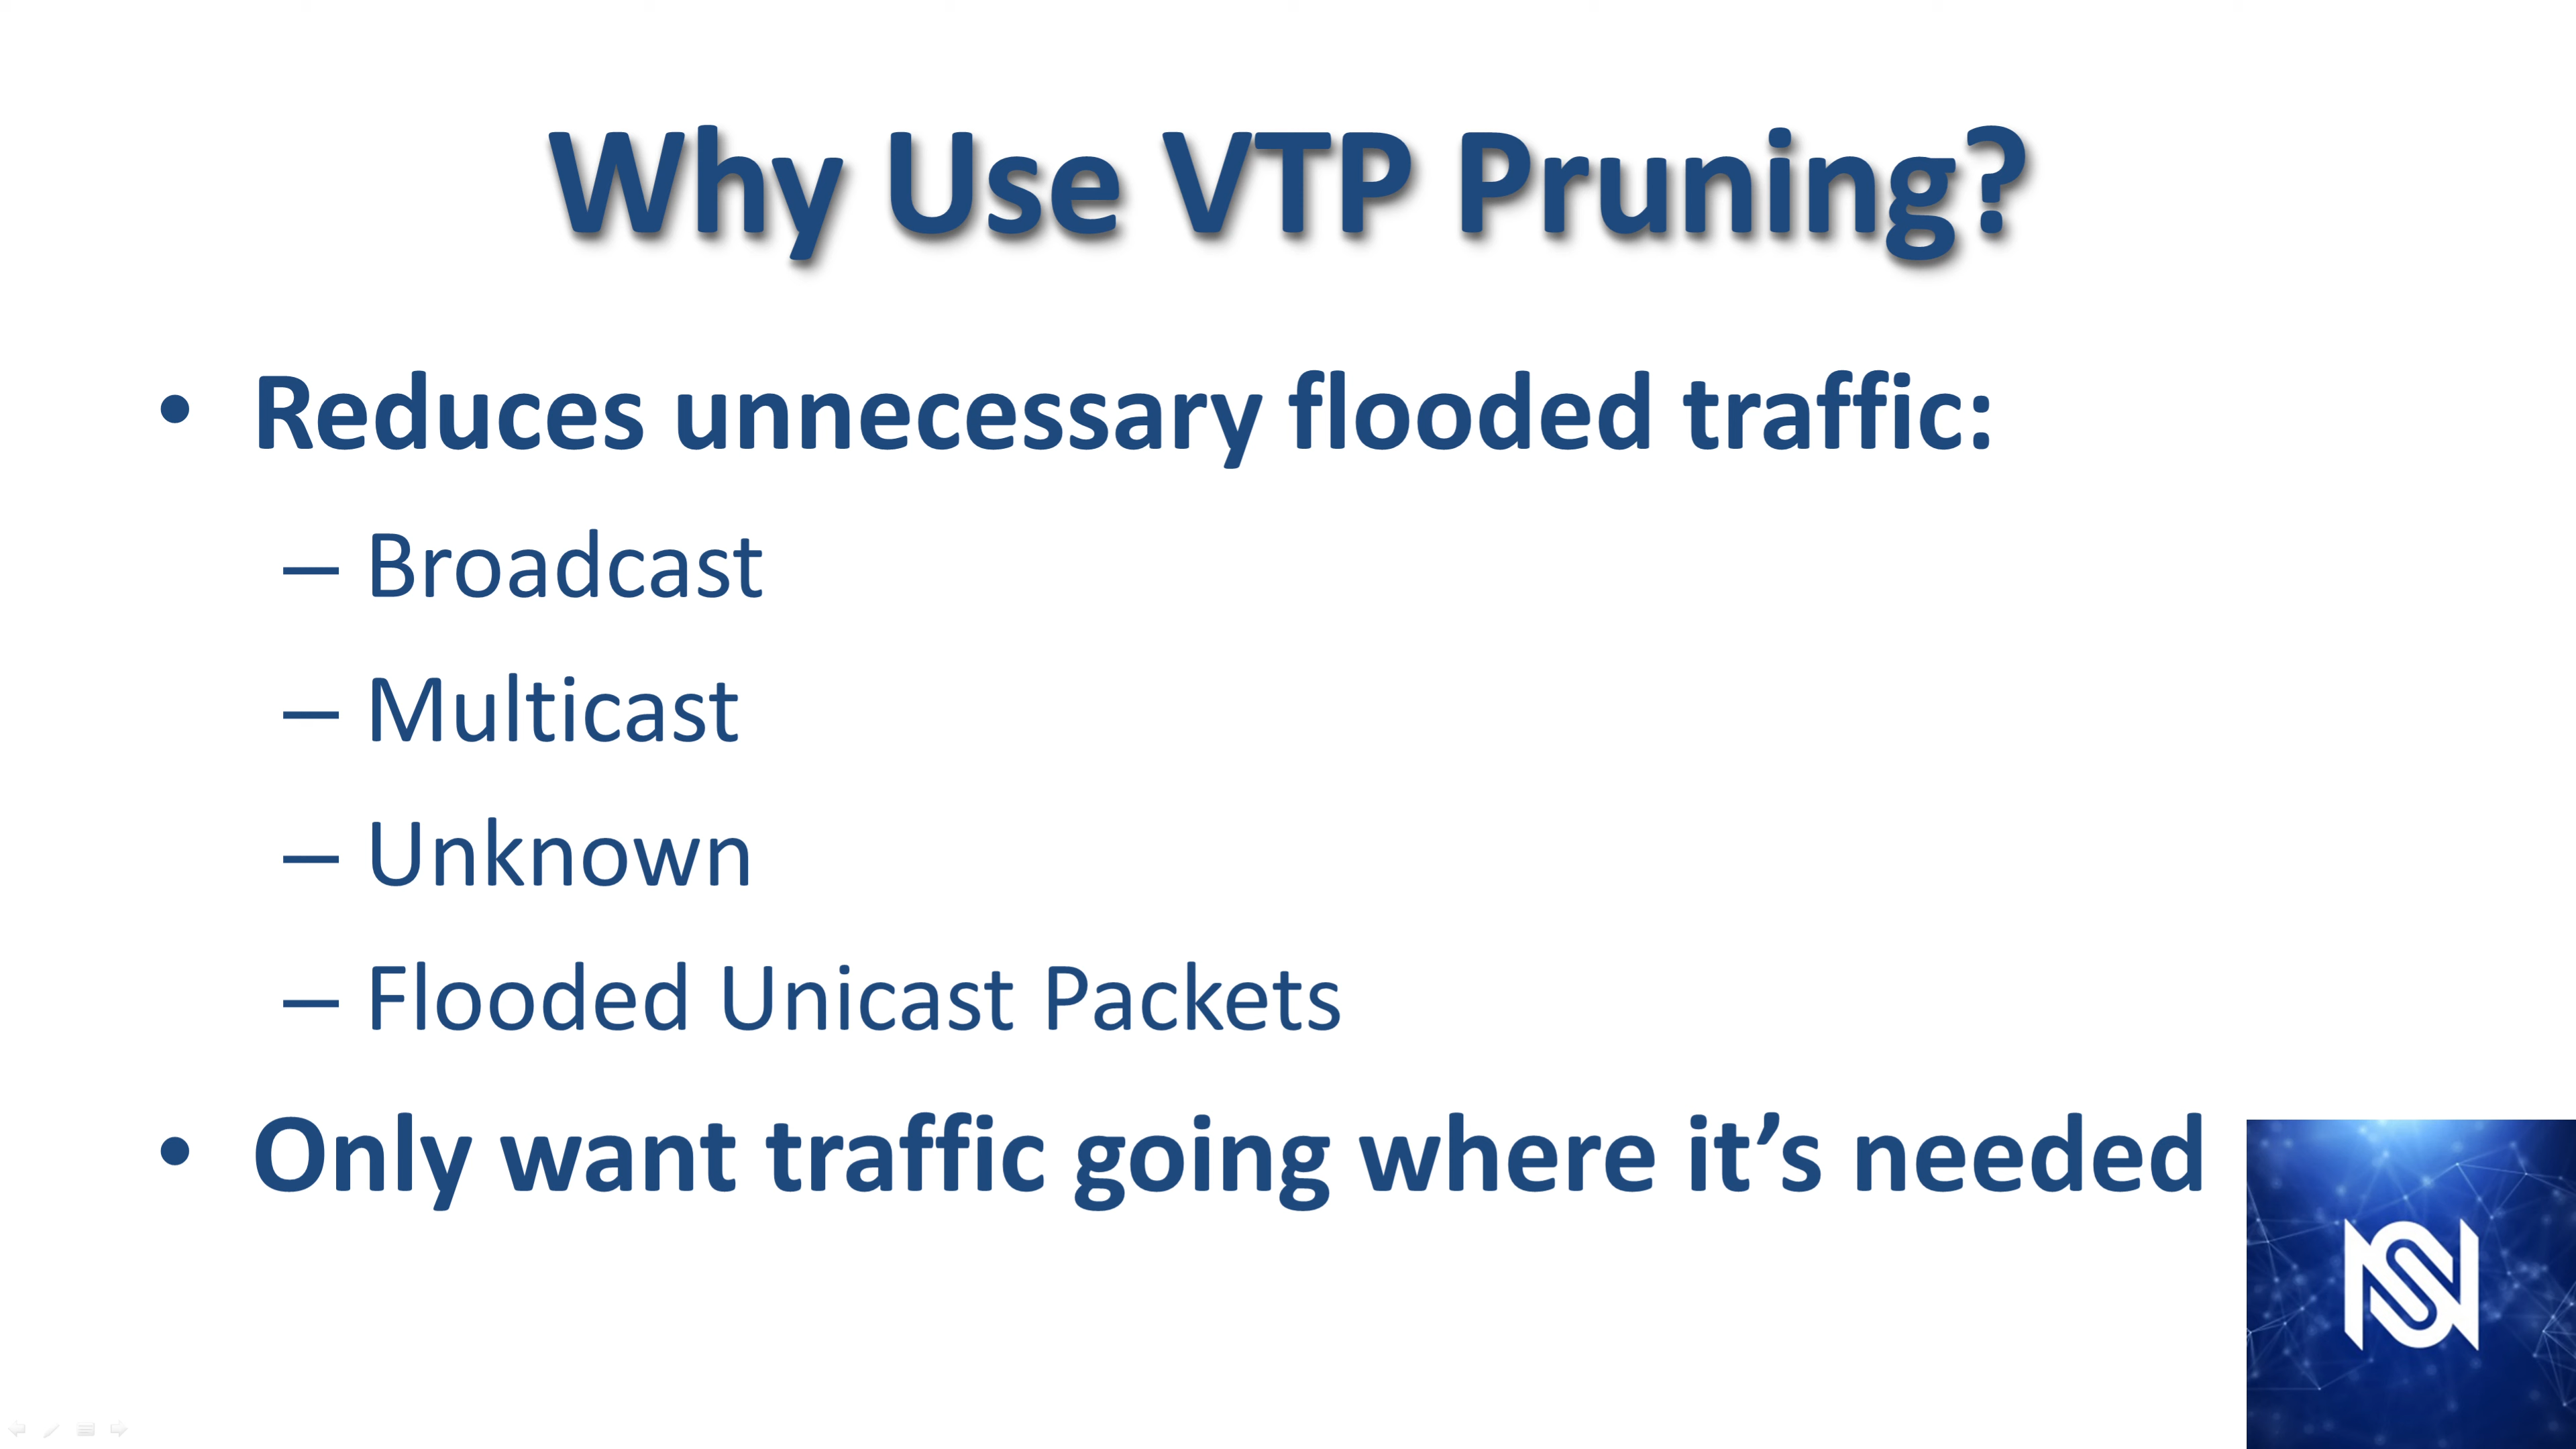 Why Use VTP Pruning?
• Reduces unnecessary flooded traffic:
– Broadcast
– Multicast
– Unknown
– Flooded Unicast Packets
• Only want traffic going where it’s needed
NS